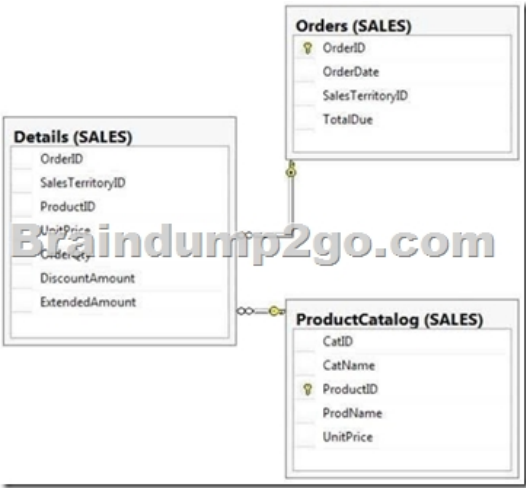 Orders (SALES)
OrderID
OrderDate
SalesTerritoryID
TotalDue
Details (SALES)
OrderID
SalesTerritoryID
ProductID
UnitPrice
OrderQty
DiscountAmount
ExtendedAmount
Braindump2go.com
ProductCatalog (SALES)
CatID
CatName
ProductID
ProdName
UnitPrice